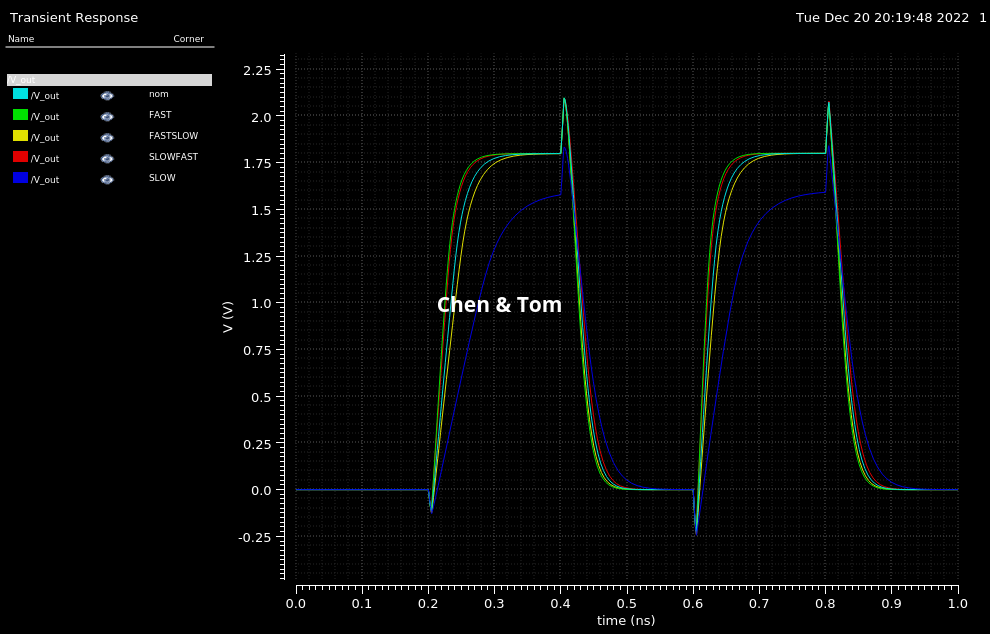 Transient Response
Tue Dec 20 20:19:48 2022 1
Name Corner
/V_out
/V_out nom
/V_out FAST
/V_out FASTSLOW
/V_out SLOWFAST
/V_out SLOW
2.25
2.0
1.75
1.5
1.25
1.0
0.75
0.5
0.25
0.0
-0.25
V (V)
Chen & Tom
0.0 0.1 0.2 0.3 0.4 0.5 0.6 0.7 0.8 0.9 1.0
time (ns)